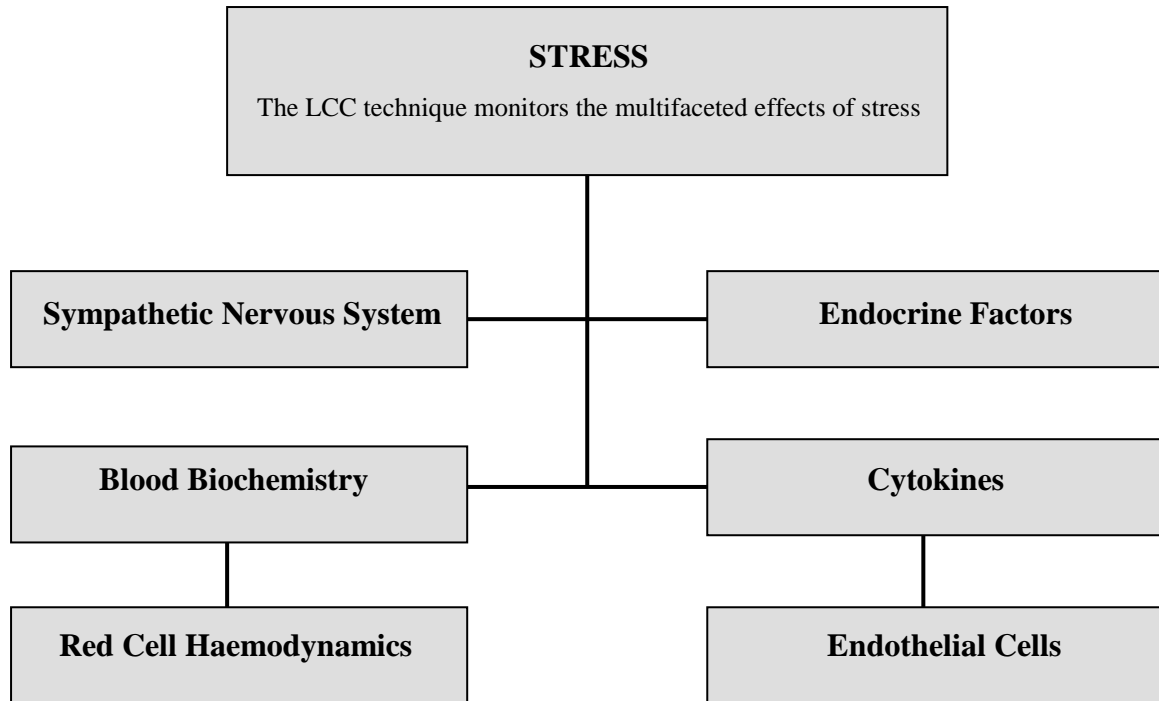 STRESS
The LCC technique monitors the multifaceted effects of stress
Sympathetic Nervous System
Endocrine Factors
Blood Biochemistry
Cytokines
Red Cell Haemodynamics
Endothelial Cells